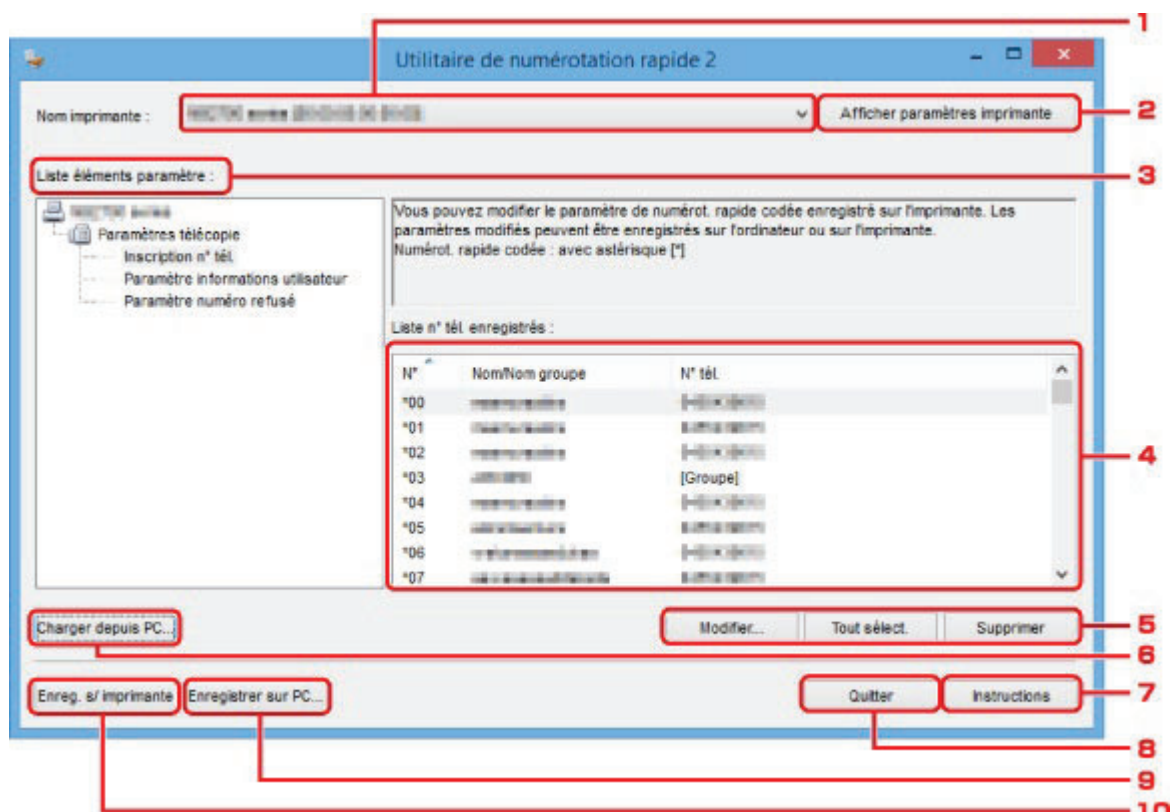 1
Utilitaire de numérotation rapide 2
Nom imprimante :
Afficher paramètres imprimante
2
Liste éléments paramètre :
3
Vous pouvez modifier le paramètre de numérot. rapide codée enregistré sur l'imprimante. Les
paramètres modifiés peuvent être enregistrés sur l'ordinateur ou sur l'imprimante.
Numérot. rapide codée : avec astérisque [*]
Paramètres télécopie
Inscription n° tél.
Paramètre informations utilisateur
Paramètre numéro refusé
Liste n° tél. enregistrés :
N° Nom/Nom groupe N° tél.
*00
*01
*02
*03 [Groupe]
*04
*05
*06
*07
4
Charger depuis PC...
Modifier... Tout sélect. Supprimer
5
6
Enreg. s/ imprimante Enregistrer sur PC...
Quitter Instructions
7
8
9
10